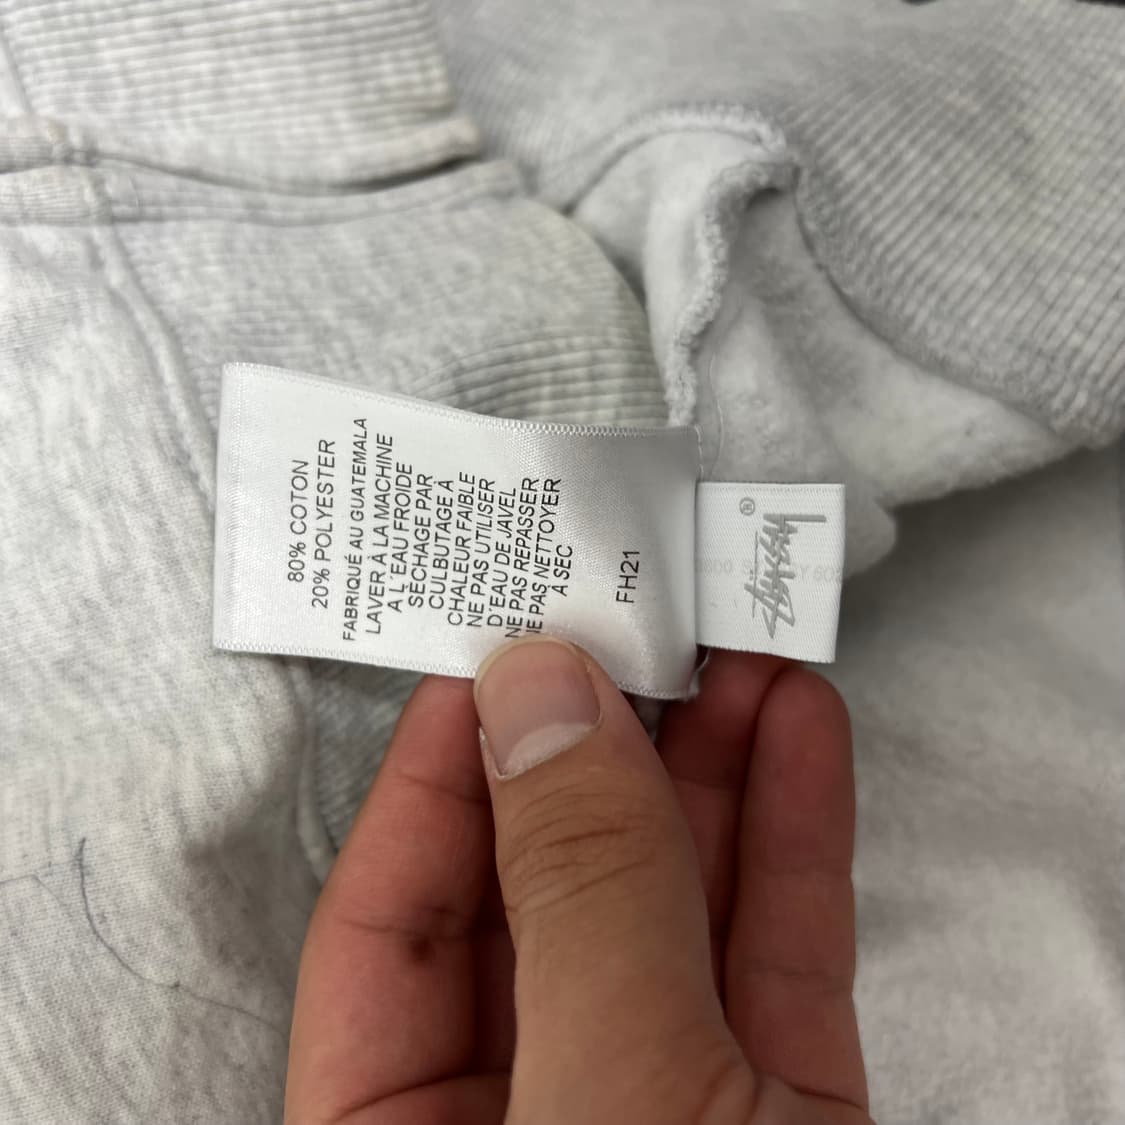 80% COTON
20% POLYESTER
FABRIQUÉ AU GUATEMALA
LAVER À LA MACHINE
A L´EAU FROIDE
SÈCHAGE PAR
CULBUTAGE À
CHALEUR FAIBLE
NE PAS UTILISER
D´EAU DE JAVEL
NE PAS REPASSER
NE PAS NETTOYER
À SEC
FH21
Stüssy ®